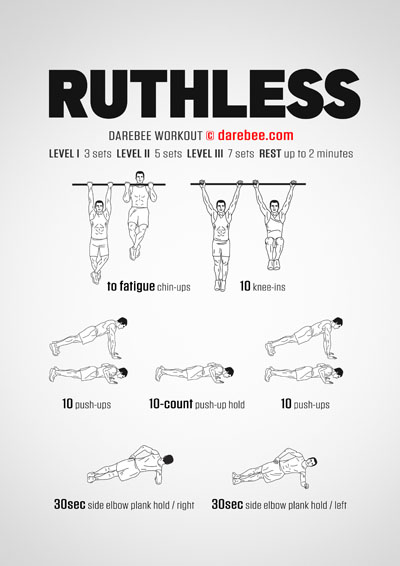 RUTHLESS
DAREBEE WORKOUT © darebee.com
LEVEL I 3 sets LEVEL II 5 sets LEVEL III 7 sets REST up to 2 minutes
to fatigue chin-ups
10 knee-ins
10 push-ups
10-count push-up hold
10 push-ups
30sec side elbow plank hold / right
30sec side elbow plank hold / left